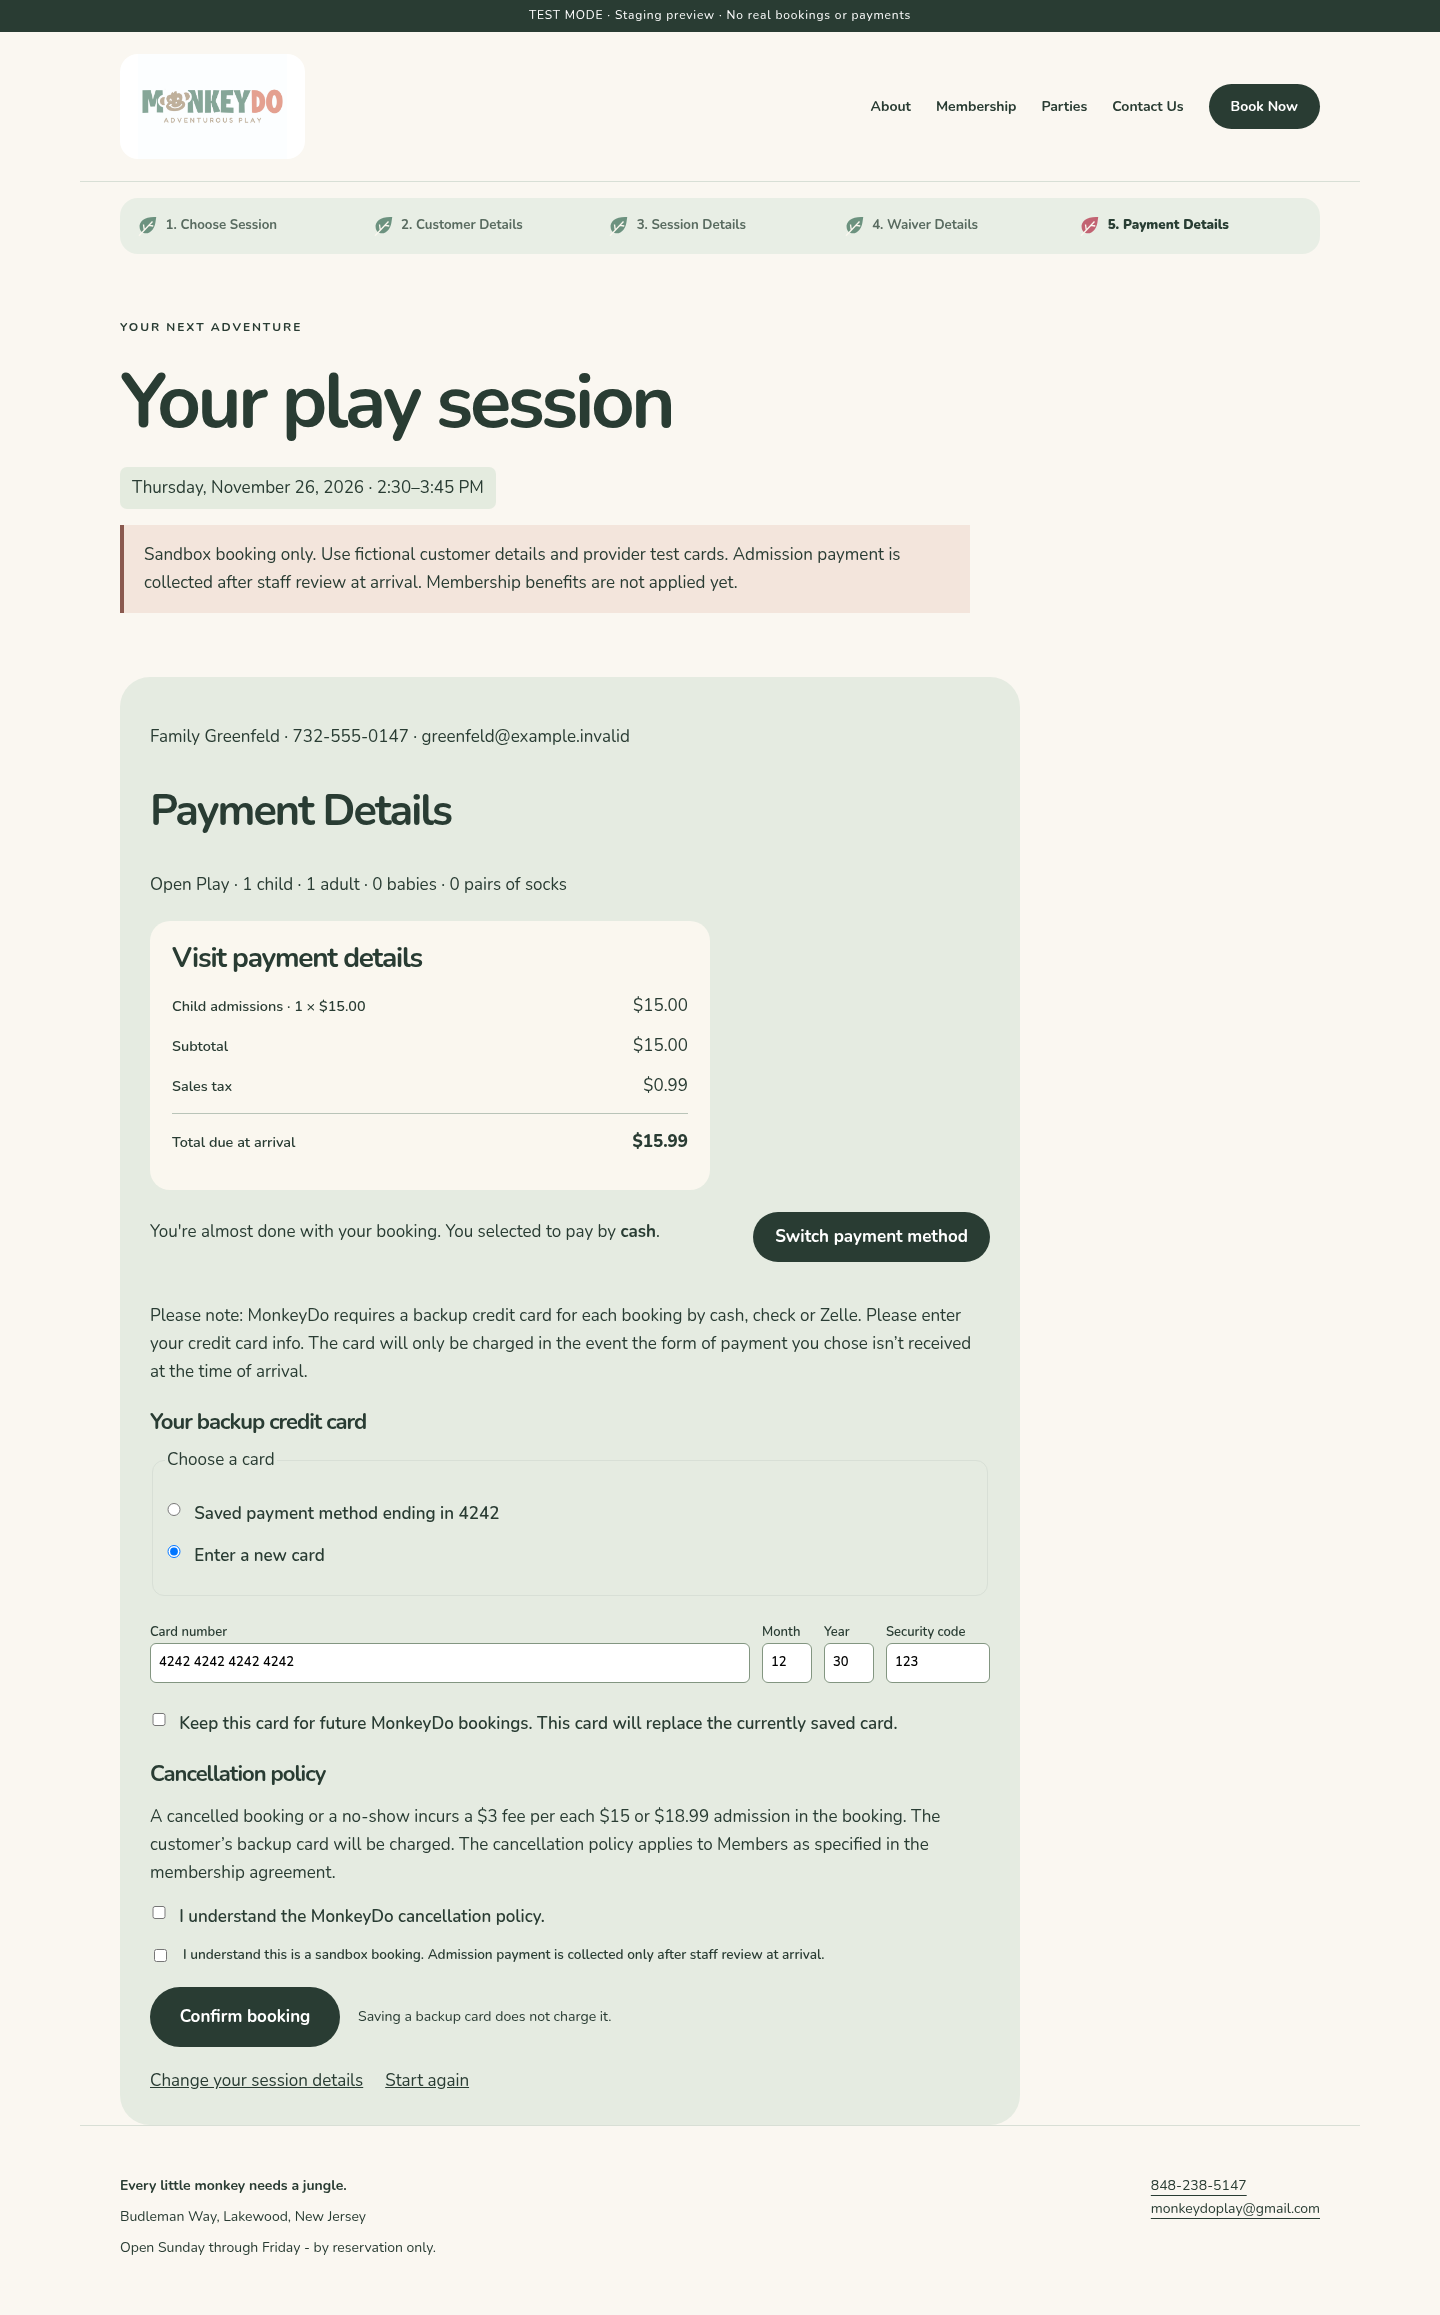 TEST MODE · Staging preview · No real bookings or payments
MONKEYDO
ADVENTUROUS PLAY
About Membership Parties Contact Us Book Now
1. Choose Session 2. Customer Details 3. Session Details 4. Waiver Details 5. Payment Details
YOUR NEXT ADVENTURE
Your play session
Thursday, November 26, 2026 · 2:30–3:45 PM
Sandbox booking only. Use fictional customer details and provider test cards. Admission payment is
collected after staff review at arrival. Membership benefits are not applied yet.
Family Greenfeld · 732-555-0147 · greenfeld@example.invalid
Payment Details
Open Play · 1 child · 1 adult · 0 babies · 0 pairs of socks
Visit payment details
Child admissions · 1 × $15.00 $15.00
Subtotal $15.00
Sales tax $0.99
Total due at arrival $15.99
You're almost done with your booking. You selected to pay by cash. Switch payment method
Please note: MonkeyDo requires a backup credit card for each booking by cash, check or Zelle. Please enter
your credit card info. The card will only be charged in the event the form of payment you chose isn’t received
at the time of arrival.
Your backup credit card
Choose a card
Saved payment method ending in 4242
Enter a new card
Card number Month Year Security code
4242 4242 4242 4242 12 30 123
Keep this card for future MonkeyDo bookings. This card will replace the currently saved card.
Cancellation policy
A cancelled booking or a no-show incurs a $3 fee per each $15 or $18.99 admission in the booking. The
customer’s backup card will be charged. The cancellation policy applies to Members as specified in the
membership agreement.
I understand the MonkeyDo cancellation policy.
I understand this is a sandbox booking. Admission payment is collected only after staff review at arrival.
Confirm booking Saving a backup card does not charge it.
Change your session details Start again
Every little monkey needs a jungle. 848-238-5147
Budleman Way, Lakewood, New Jersey monkeydoplay@gmail.com
Open Sunday through Friday - by reservation only.